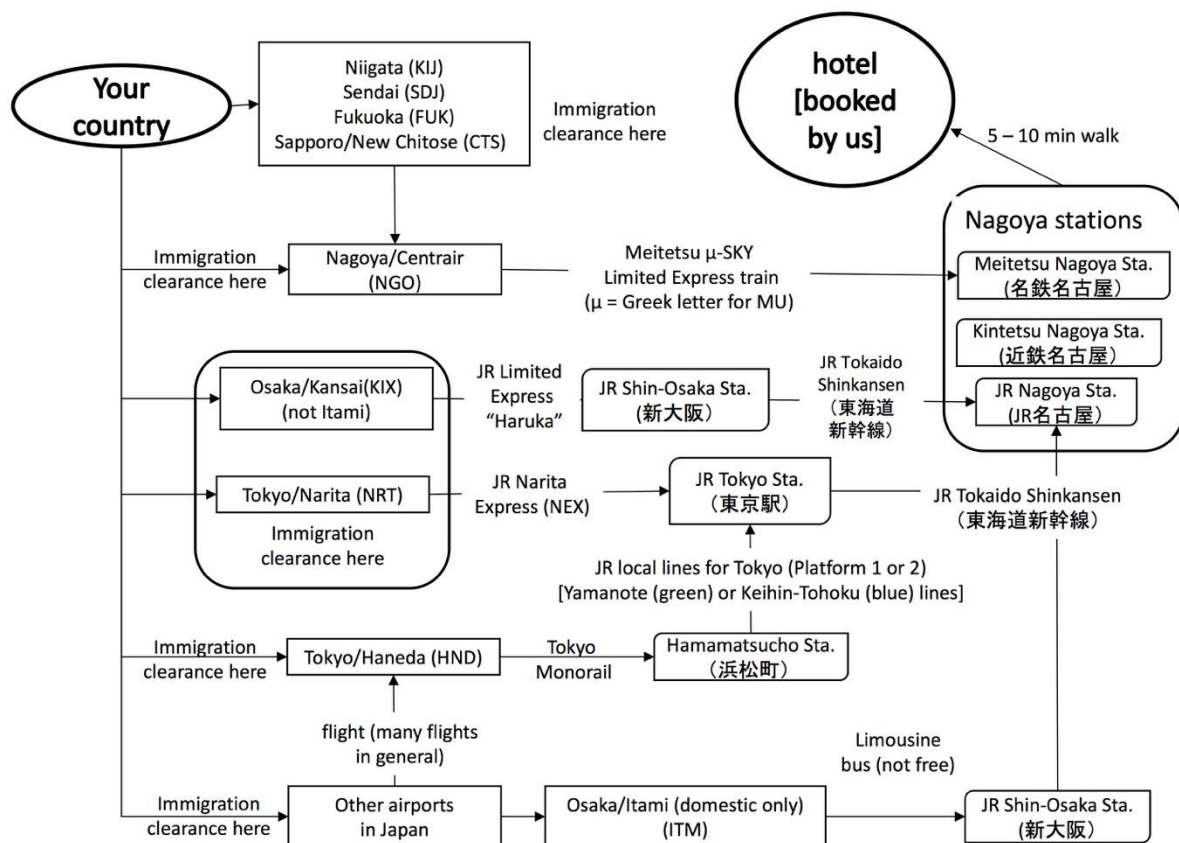 Your
country
Niigata (KIJ)
Sendai (SDJ)
Fukuoka (FUK)
Sapporo/New Chitose (CTS)
Immigration
clearance here
hotel
[booked
by us]
5 – 10 min walk
Nagoya stations
Immigration
clearance here
Nagoya/Centrair
(NGO)
Meitetsu μ-SKY
Limited Express train
(μ = Greek letter for MU)
Meitetsu Nagoya Sta.
(名鉄名古屋)
Kintetsu Nagoya Sta.
(近鉄名古屋)
JR Nagoya Sta.
(JR名古屋)
Osaka/Kansai(KIX)
(not Itami)
JR Limited
Express
“Haruka”
JR Shin-Osaka Sta.
(新大阪）
JR Tokaido
Shinkansen
（東海道
新幹線）
Tokyo/Narita (NRT)
Immigration
clearance here
JR Narita
Express (NEX)
JR Tokyo Sta.
（東京駅）
JR Tokaido Shinkansen
（東海道新幹線）
JR local lines for Tokyo (Platform 1 or 2)
[Yamanote (green) or Keihin-Tohoku (blue) lines]
Immigration
clearance here
Tokyo/Haneda (HND)
Tokyo
Monorail
Hamamatsucho Sta.
（浜松町）
flight (many flights
in general)
Immigration
clearance here
Other airports
in Japan
Osaka/Itami (domestic only)
(ITM)
Limousine
bus (not free)
JR Shin-Osaka Sta.
（新大阪）